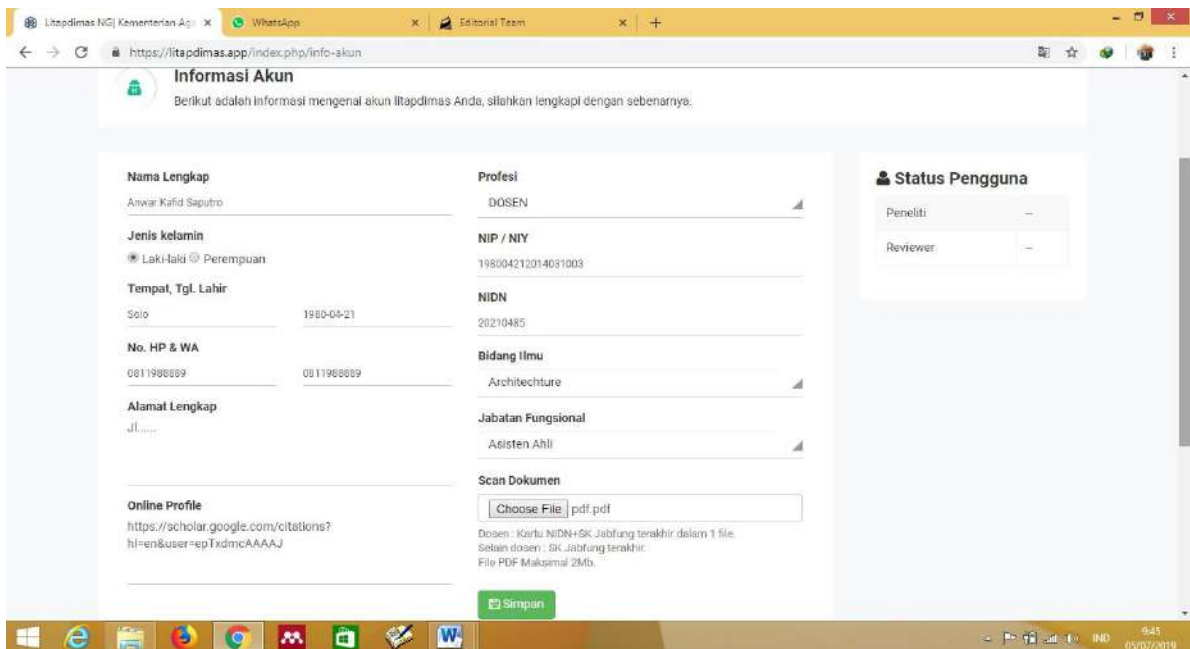 Litapdimas NG| Kementerian Ag
WhatsApp
Editorial Team
https://litapdimas.app/index.php/info-akun
Informasi Akun
Berikut adalah informasi mengenai akun litapdimas Anda, silahkan lengkapi dengan sebenarnya.
Nama Lengkap
Anwar Kafid Saputro
Jenis kelamin
Laki-laki Perempuan
Tempat, Tgl. Lahir
Solo 1980-04-21
No. HP & WA
0811988889 0811988889
Alamat Lengkap
Jl......
Online Profile
https://scholar.google.com/citations?
hl=en&user=epTxdmcAAAAJ
Profesi
DOSEN
NIP / NIY
198004212014031003
NIDN
20210485
Bidang Ilmu
Architechture
Jabatan Fungsional
Asisten Ahli
Scan Dokumen
Choose File pdf.pdf
Dosen : Kartu NIDN+SK Jabfung terakhir dalam 1 file.
Selain dosen : SK Jabfung terakhir.
File PDF Maksimal 2Mb.
Simpan
Status Pengguna
Peneliti --
Reviewer --
IND
9:45
05/07/2019